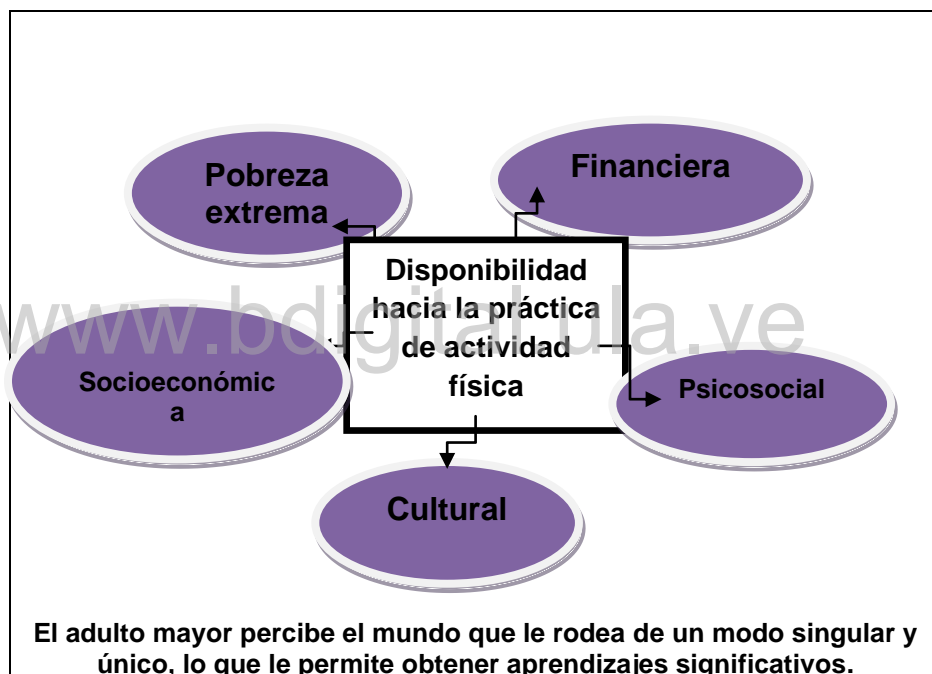 Pobreza
extrema
Financiera
Disponibilidad
hacia la práctica
de actividad
física
www.bdigital.ula.ve
Socioeconómic
a
Psicosocial
Cultural
El adulto mayor percibe el mundo que le rodea de un modo singular y
único, lo que le permite obtener aprendizajes significativos.